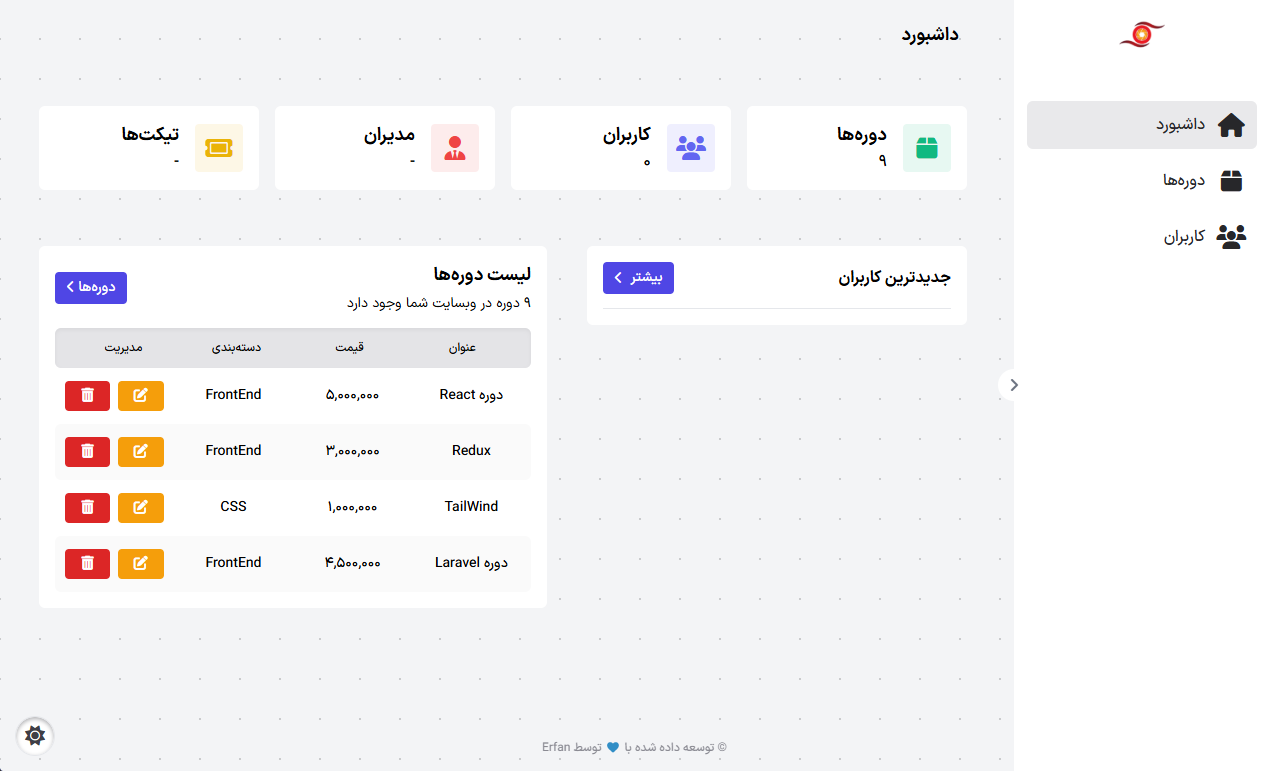 داشبورد
داشبورد
دوره‌ها
کاربران
دوره‌ها
۹
کاربران
۰
مدیران
-
تیکت‌ها
-
جدیدترین کاربران
بیشتر
لیست دوره‌ها
۹ دوره در وبسایت شما وجود دارد
دوره‌ها
عنوان قیمت دسته‌بندی مدیریت
دوره React ۵,۰۰۰,۰۰۰ FrontEnd
Redux ۳,۰۰۰,۰۰۰ FrontEnd
TailWind ۱,۰۰۰,۰۰۰ CSS
دوره Laravel ۴,۵۰۰,۰۰۰ FrontEnd
© توسعه داده شده با 💙 توسط Erfan